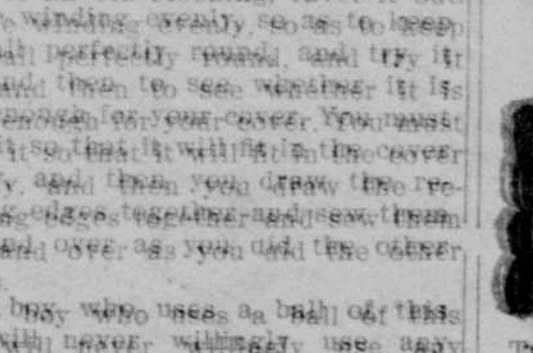 winding evenly, so as to keep
perfectly round, and try it
and then to see whether it is
enough for your cover. You must
it so that it will fit in the cover
and then you draw the re-
edges together and sew them
and over as you did the other
boy who uses a ball of this
will never willingly use any